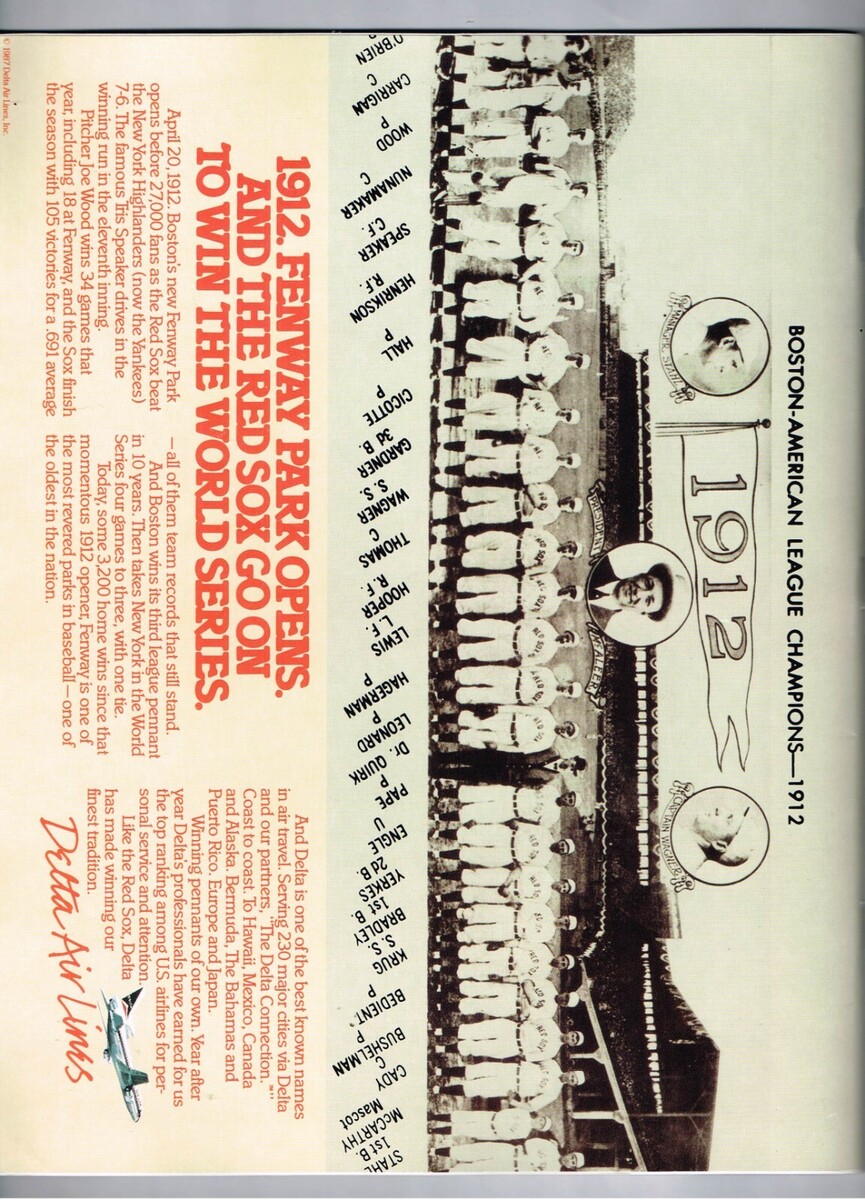 BOSTON-AMERICAN LEAGUE CHAMPIONS—1912
1912
MANAGER STAHL
PRESIDENT
McALEER
CAPTAIN WAGNER
O'BRIEN
CARRIGAN
C
WOOD
P
NUNAMAKER
C
SPEAKER
C.F.
HENRIKSON
R.F.
HALL
P
CICOTTE
P
GARDNER
3d B.
WAGNER
S. S.
THOMAS
C
HOOPER
R. F.
LEWIS
L. F.
HAGERMAN
P
LEONARD
P
Dr. QUIRK
PAPE
P
ENGLE
U
YERKES
2d B
BRADLEY
1st B.
KRUG
S. S.
BEDIENT
P
BUSHELMAN
P
CADY
C
McCARTHY
Mascot
STAHL
1st B.
1912. FENWAY PARK OPENS.
AND THE RED SOX GO ON
TO WIN THE WORLD SERIES.
April 20, 1912. Boston's new Fenway Park
opens before 27,000 fans as the Red Sox beat
the New York Highlanders (now the Yankees)
7-6. The famous Tris Speaker drives in the
winning run in the eleventh inning.
Pitcher Joe Wood wins 34 games that
year, including 18 at Fenway, and the Sox finish
the season with 105 victories for a .691 average
—all of them team records that still stand.
And Boston wins its third league pennant
in 10 years. Then takes New York in the World
Series four games to three, with one tie.
Today, some 3,200 home wins since that
momentous 1912 opener, Fenway is one of
the most revered parks in baseball—one of
the oldest in the nation.
And Delta is one of the best known names
in air travel. Serving 230 major cities via Delta
and our partners, "The Delta Connection.℠"
Coast to coast. To Hawaii, Mexico, Canada
and Alaska. Bermuda, The Bahamas and
Puerto Rico. Europe and Japan.
Winning pennants of our own. Year after
year Delta's professionals have earned for us
the top ranking among U.S. airlines for per-
sonal service and attention.
Like the Red Sox, Delta
has made winning our
finest tradition.
Delta Air Lines
© 1987 Delta Air Lines, Inc.